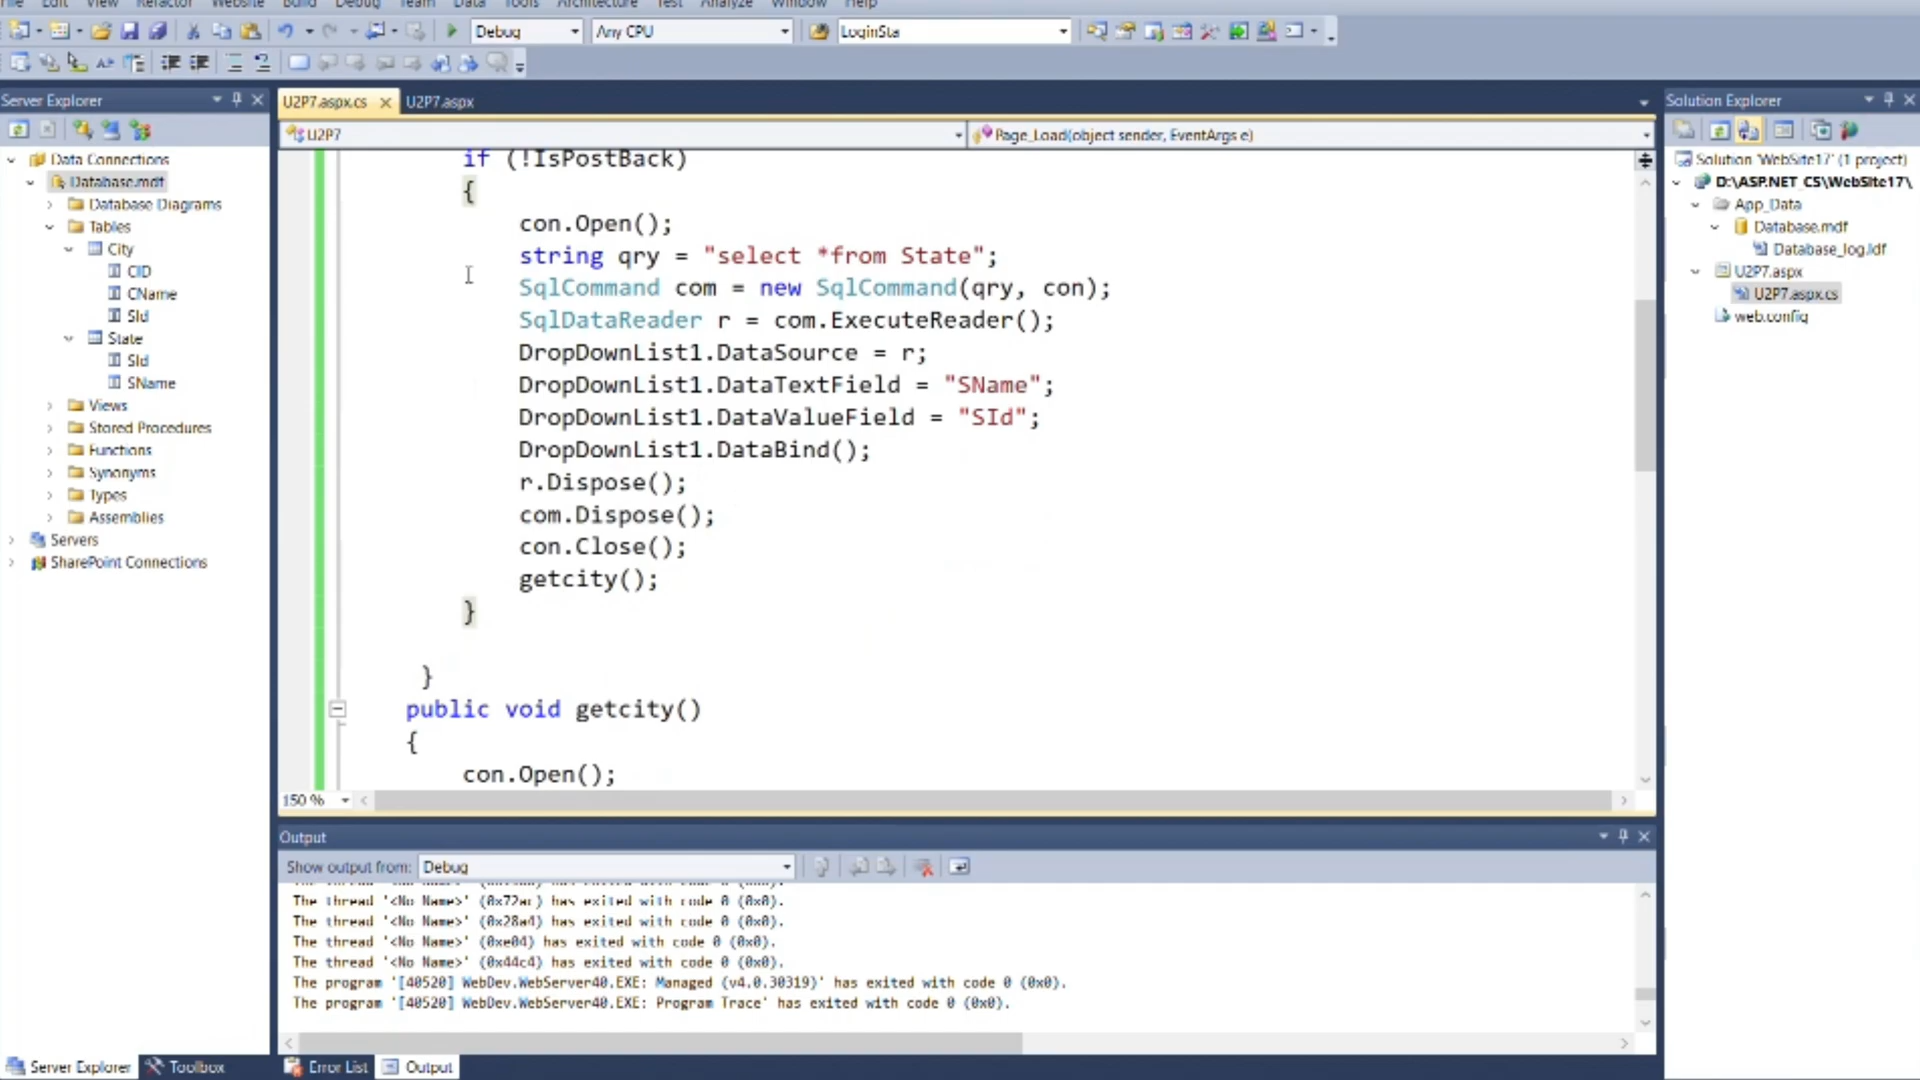 File Edit View Refactor Website Build Debug Team Data Tools Architecture Test Analyze Window Help
Debug Any CPU LoginSta
Server Explorer
U2P7.aspx.cs U2P7.aspx
Solution Explorer
U2P7 Page_Load(object sender, EventArgs e)
Data Connections
Database.mdf
Database Diagrams
Tables
City
CID
CName
SId
State
SId
SName
Views
Stored Procedures
Functions
Synonyms
Types
Assemblies
Servers
SharePoint Connections
if (!IsPostBack)
{
con.Open();
string qry = "select *from State";
SqlCommand com = new SqlCommand(qry, con);
SqlDataReader r = com.ExecuteReader();
DropDownList1.DataSource = r;
DropDownList1.DataTextField = "SName";
DropDownList1.DataValueField = "SId";
DropDownList1.DataBind();
r.Dispose();
com.Dispose();
con.Close();
getcity();
}
}
public void getcity()
{
con.Open();
150 %
Solution 'WebSite17' (1 project)
D:\ASP.NET_CS\WebSite17\
App_Data
Database.mdf
Database_log.ldf
U2P7.aspx
U2P7.aspx.cs
web.config
Output
Show output from: Debug
The thread '<No Name>' (0x72ac) has exited with code 0 (0x0).
The thread '<No Name>' (0x28a4) has exited with code 0 (0x0).
The thread '<No Name>' (0xe04) has exited with code 0 (0x0).
The thread '<No Name>' (0x44c4) has exited with code 0 (0x0).
The program '[40520] WebDev.WebServer40.EXE: Managed (v4.0.30319)' has exited with code 0 (0x0).
The program '[40520] WebDev.WebServer40.EXE: Program Trace' has exited with code 0 (0x0).
Server Explorer Toolbox Error List Output